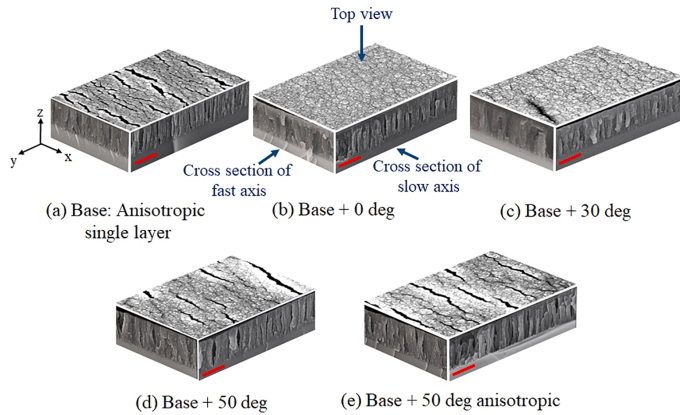 Top view
z
y
x
Cross section of
fast axis
Cross section of
slow axis
(a) Base: Anisotropic
single layer
(b) Base + 0 deg
(c) Base + 30 deg
(d) Base + 50 deg
(e) Base + 50 deg anisotropic